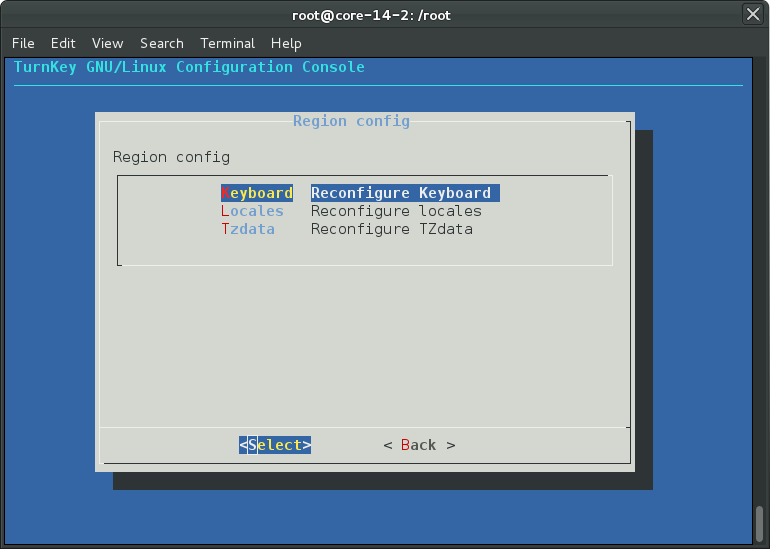 root@core-14-2: /root
File Edit View Search Terminal Help
TurnKey GNU/Linux Configuration Console
Region config
Region config
Keyboard Reconfigure Keyboard
Locales Reconfigure locales
Tzdata Reconfigure TZdata
<Select> < Back >